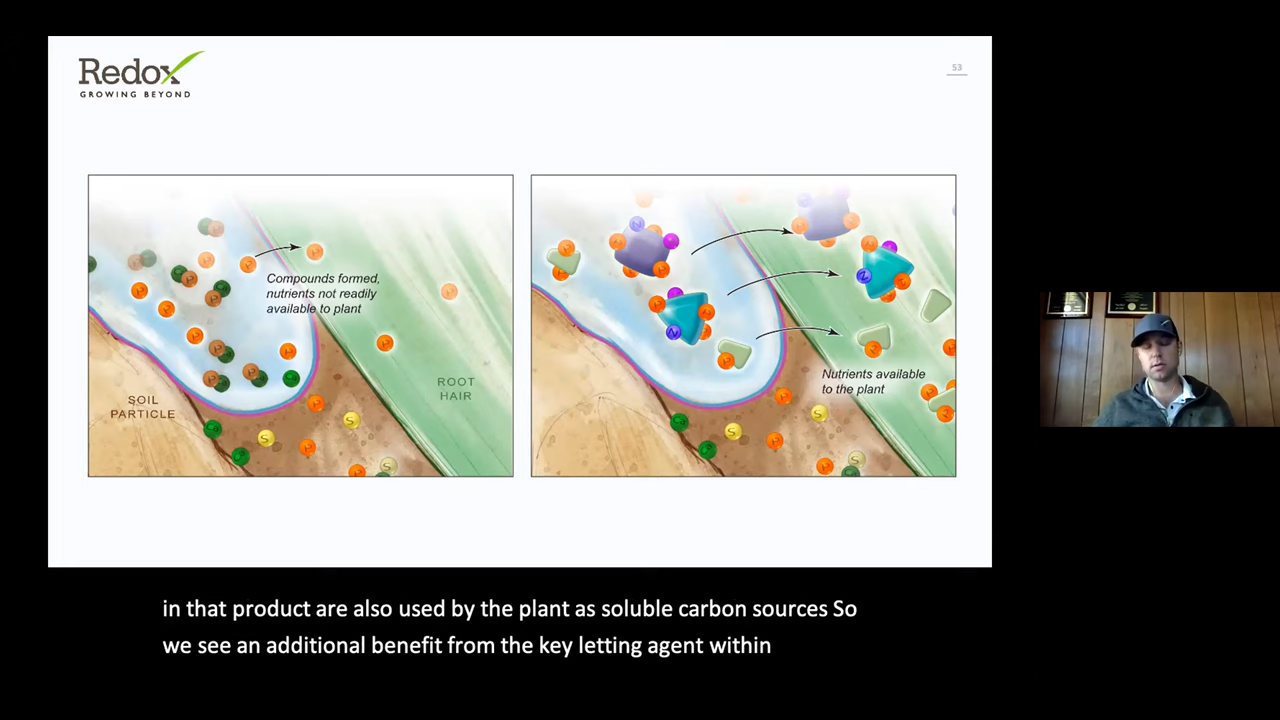 Redox
GROWING BEYOND
53
Compounds formed,
nutrients not readily
available to plant
SOIL
PARTICLE
ROOT
HAIR
Nutrients available
to the plant
in that product are also used by the plant as soluble carbon sources So
we see an additional benefit from the key letting agent within